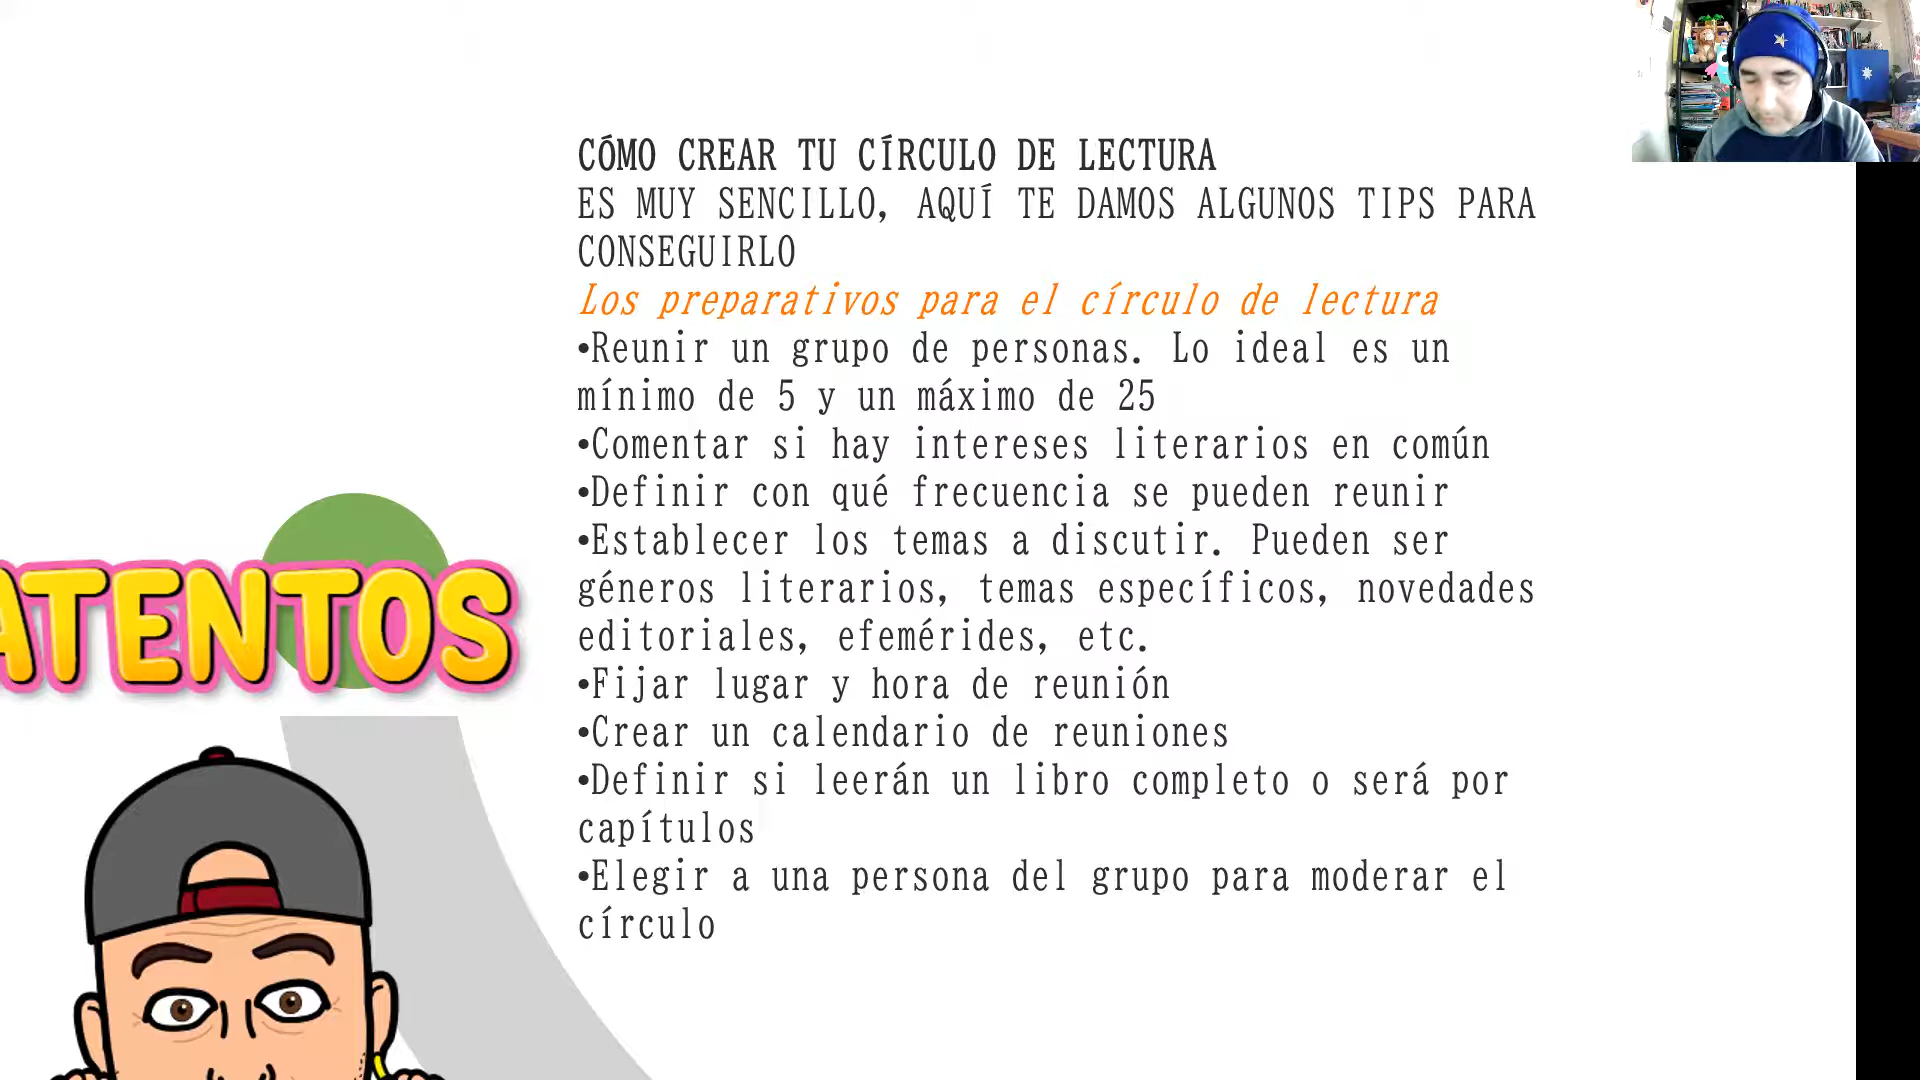 CÓMO CREAR TU CÍRCULO DE LECTURA
ES MUY SENCILLO, AQUÍ TE DAMOS ALGUNOS TIPS PARA
CONSEGUIRLO
Los preparativos para el círculo de lectura
•Reunir un grupo de personas. Lo ideal es un
mínimo de 5 y un máximo de 25
•Comentar si hay intereses literarios en común
•Definir con qué frecuencia se pueden reunir
•Establecer los temas a discutir. Pueden ser
géneros literarios, temas específicos, novedades
editoriales, efemérides, etc.
•Fijar lugar y hora de reunión
•Crear un calendario de reuniones
•Definir si leerán un libro completo o será por
capítulos
•Elegir a una persona del grupo para moderar el
círculo
ATENTOS